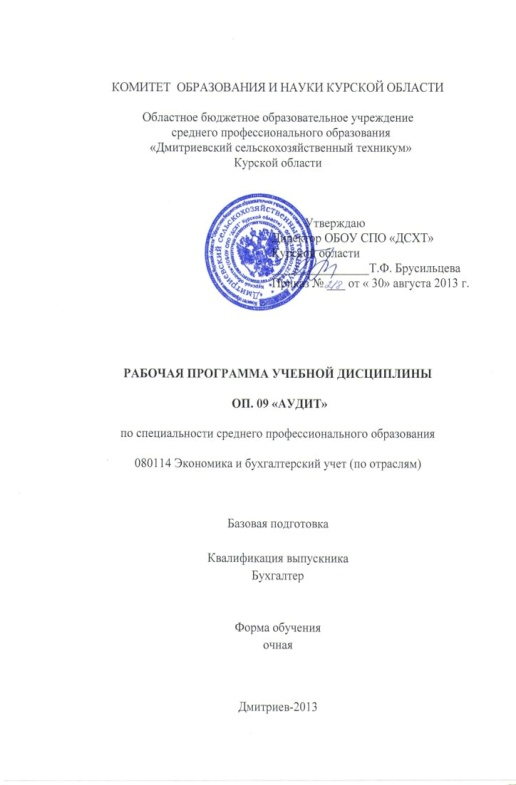 КОМИТЕТ ОБРАЗОВАНИЯ И НАУКИ КУРСКОЙ ОБЛАСТИ
Областное бюджетное образовательное учреждение
среднего профессионального образования
«Дмитриевский сельскохозяйственный техникум»
Курской области
Утверждаю
Директор ОБОУ СПО «ДСХТ»
Курской области
Т.Ф. Брусильцева
Приказ № от « 30» августа 2013 г.
РАБОЧАЯ ПРОГРАММА УЧЕБНОЙ ДИСЦИПЛИНЫ
ОП. 09 «АУДИТ»
по специальности среднего профессионального образования
080114 Экономика и бухгалтерский учет (по отраслям)
Базовая подготовка
Квалификация выпускника
Бухгалтер
Форма обучения
очная
Дмитриев-2013